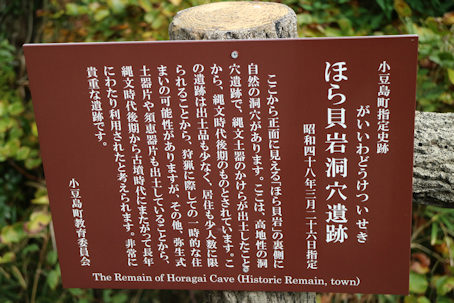 小豆島町指定史跡
がいいわどうけついせき
ほら貝岩洞穴遺跡
昭和四十八年三月二十六日指定
ここから正面に見える「ほら貝岩」の裏側に
自然の洞穴があります。ここは、高地性の洞
穴遺跡で、縄文土器のかけらが出土したこと
から、縄文時代後期のものとされています。こ
の遺跡は出土品も少なく、居住も少人数に限
られることから、狩猟に際しての一時的な住
まいの可能性がありますが、その他、弥生式
土器片や須恵器片も出土していることから、
縄文時代後期から古墳時代にまたがって長年
にわたり利用されたと考えられます。非常に
貴重な遺跡です。
小豆島町教育委員会
The Remain of Horagai Cave (Historic Remain, town)